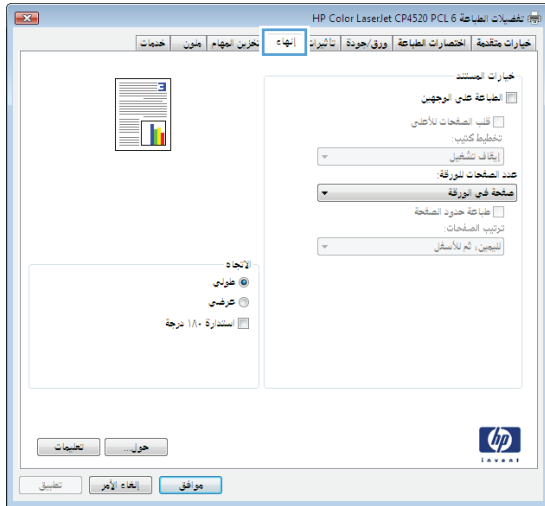 تفضيلات الطباعة HP Color LaserJet CP4520 PCL 6
خيارات متقدمة
اختصارات الطباعة
ورق/جودة
تأثيرات
إنهاء
تخزين المهام
ملون
خدمات
خيارات المستند
الطباعة على الوجهين
قلب الصفحات للأعلى
تخطيط كتيب:
إيقاف تشغيل
عدد الصفحات للورقة:
صفحة في الورقة
طباعة حدود الصفحة
ترتيب الصفحات:
لليمين، ثم للأسفل
الاتجاه
طولي
عرضي
استدارة ١٨٠ درجة
حول...
تعليمات
hp
invent
موافق
إلغاء الأمر
تطبيق